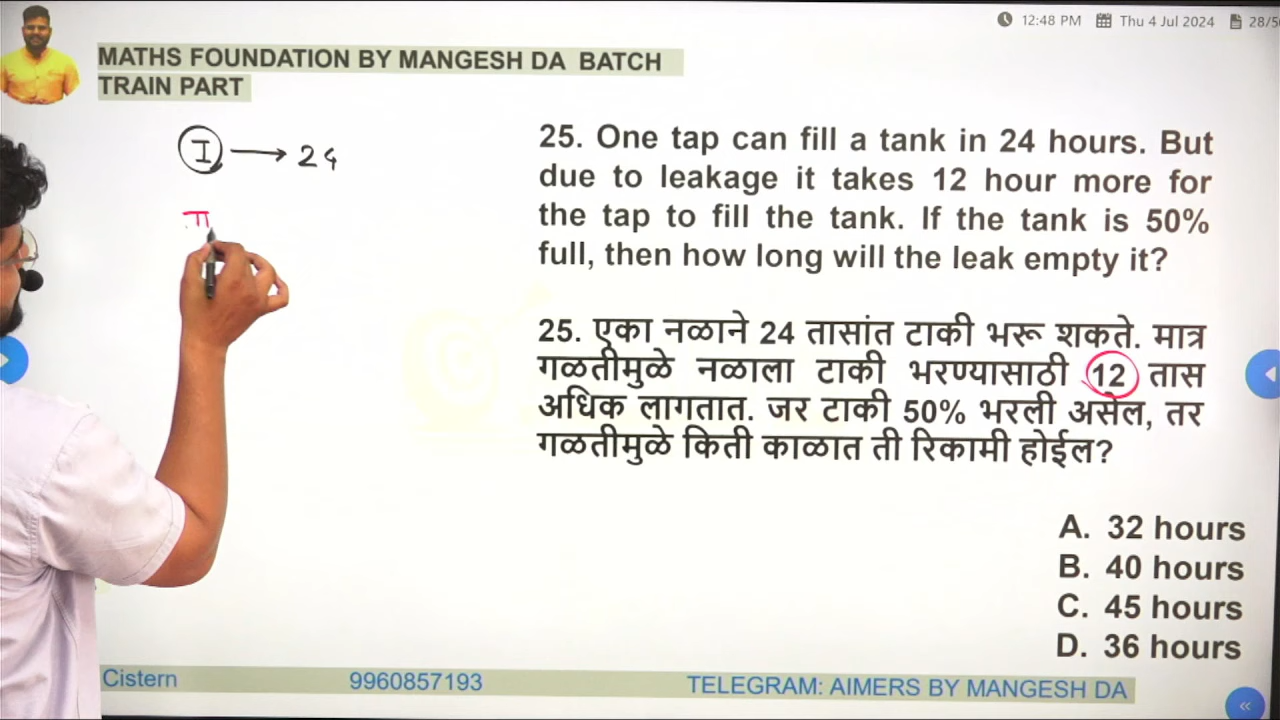 12:48 PM Thu 4 Jul 2024 28/5
MATHS FOUNDATION BY MANGESH DA BATCH
TRAIN PART
I → 24
II
25. One tap can fill a tank in 24 hours. But
due to leakage it takes 12 hour more for
the tap to fill the tank. If the tank is 50%
full, then how long will the leak empty it?
25. एका नळाने 24 तासांत टाकी भरू शकते. मात्र
गळतीमुळे नळाला टाकी भरण्यासाठी 12 तास
अधिक लागतात. जर टाकी 50% भरली असेल, तर
गळतीमुळे किती काळात ती रिकामी होईल?
A. 32 hours
B. 40 hours
C. 45 hours
D. 36 hours
Cistern 9960857193 TELEGRAM: AIMERS BY MANGESH DA